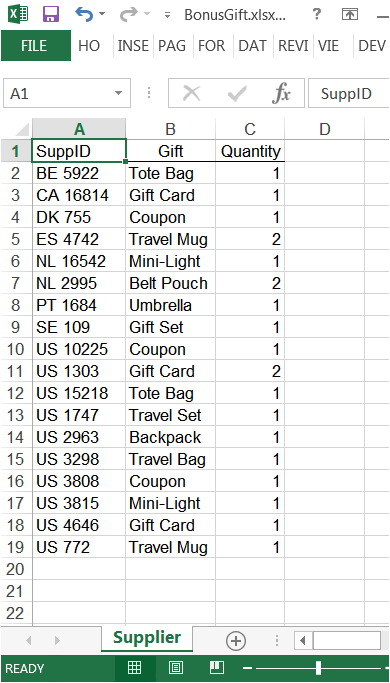 BonusGift.xlsx... ?
FILE HO INSE PAG FOR DAT REVI VIE DEV
A1 fx SuppID
A B C D
1 SuppID Gift Quantity
2 BE 5922 Tote Bag 1
3 CA 16814 Gift Card 1
4 DK 755 Coupon 1
5 ES 4742 Travel Mug 2
6 NL 16542 Mini-Light 1
7 NL 2995 Belt Pouch 2
8 PT 1684 Umbrella 1
9 SE 109 Gift Set 1
10 US 10225 Coupon 1
11 US 1303 Gift Card 2
12 US 15218 Tote Bag 1
13 US 1747 Travel Set 1
14 US 2963 Backpack 1
15 US 3298 Travel Bag 1
16 US 3808 Coupon 1
17 US 3815 Mini-Light 1
18 US 4646 Gift Card 1
19 US 772 Travel Mug 1
20
21
22
Supplier
READY